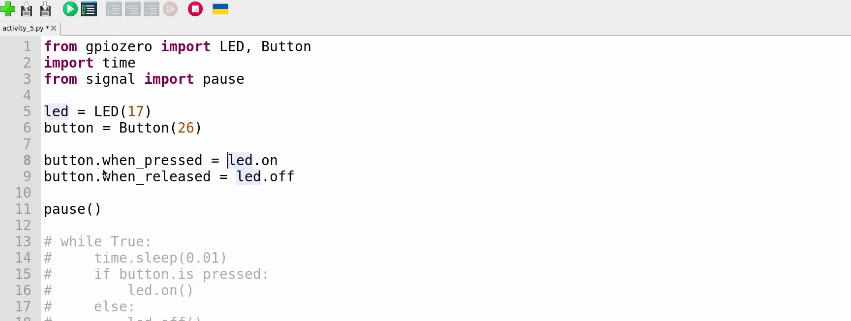 activity_5.py *
1 from gpiozero import LED, Button
2 import time
3 from signal import pause
4
5 led = LED(17)
6 button = Button(26)
7
8 button.when_pressed = led.on
9 button.when_released = led.off
10
11 pause()
12
13 # while True:
14 #     time.sleep(0.01)
15 #     if button.is_pressed:
16 #         led.on()
17 #     else:
18 #         led.off()